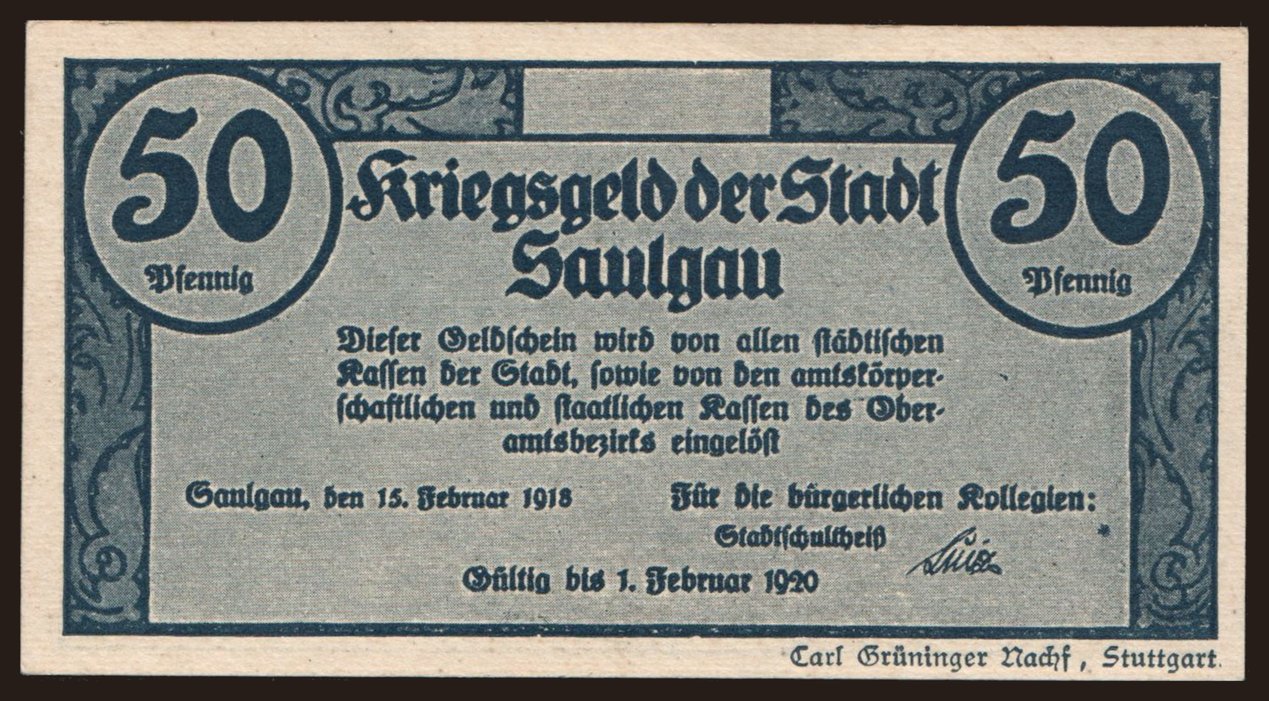 50
Pfennig
50
Pfennig
Kriegsgeld der Stadt
Saulgau
Dieser Geldschein wird von allen städtischen
Kassen der Stadt, sowie von den amtskörper-
schaftlichen und staatlichen Kassen des Ober-
amtsbezirks eingelöst
Saulgau, den 15. Februar 1918
Für die bürgerlichen Kollegien:
Stadtschultheiß
Gültig bis 1. Februar 1920
Carl Grüninger Nachf, Stuttgart.